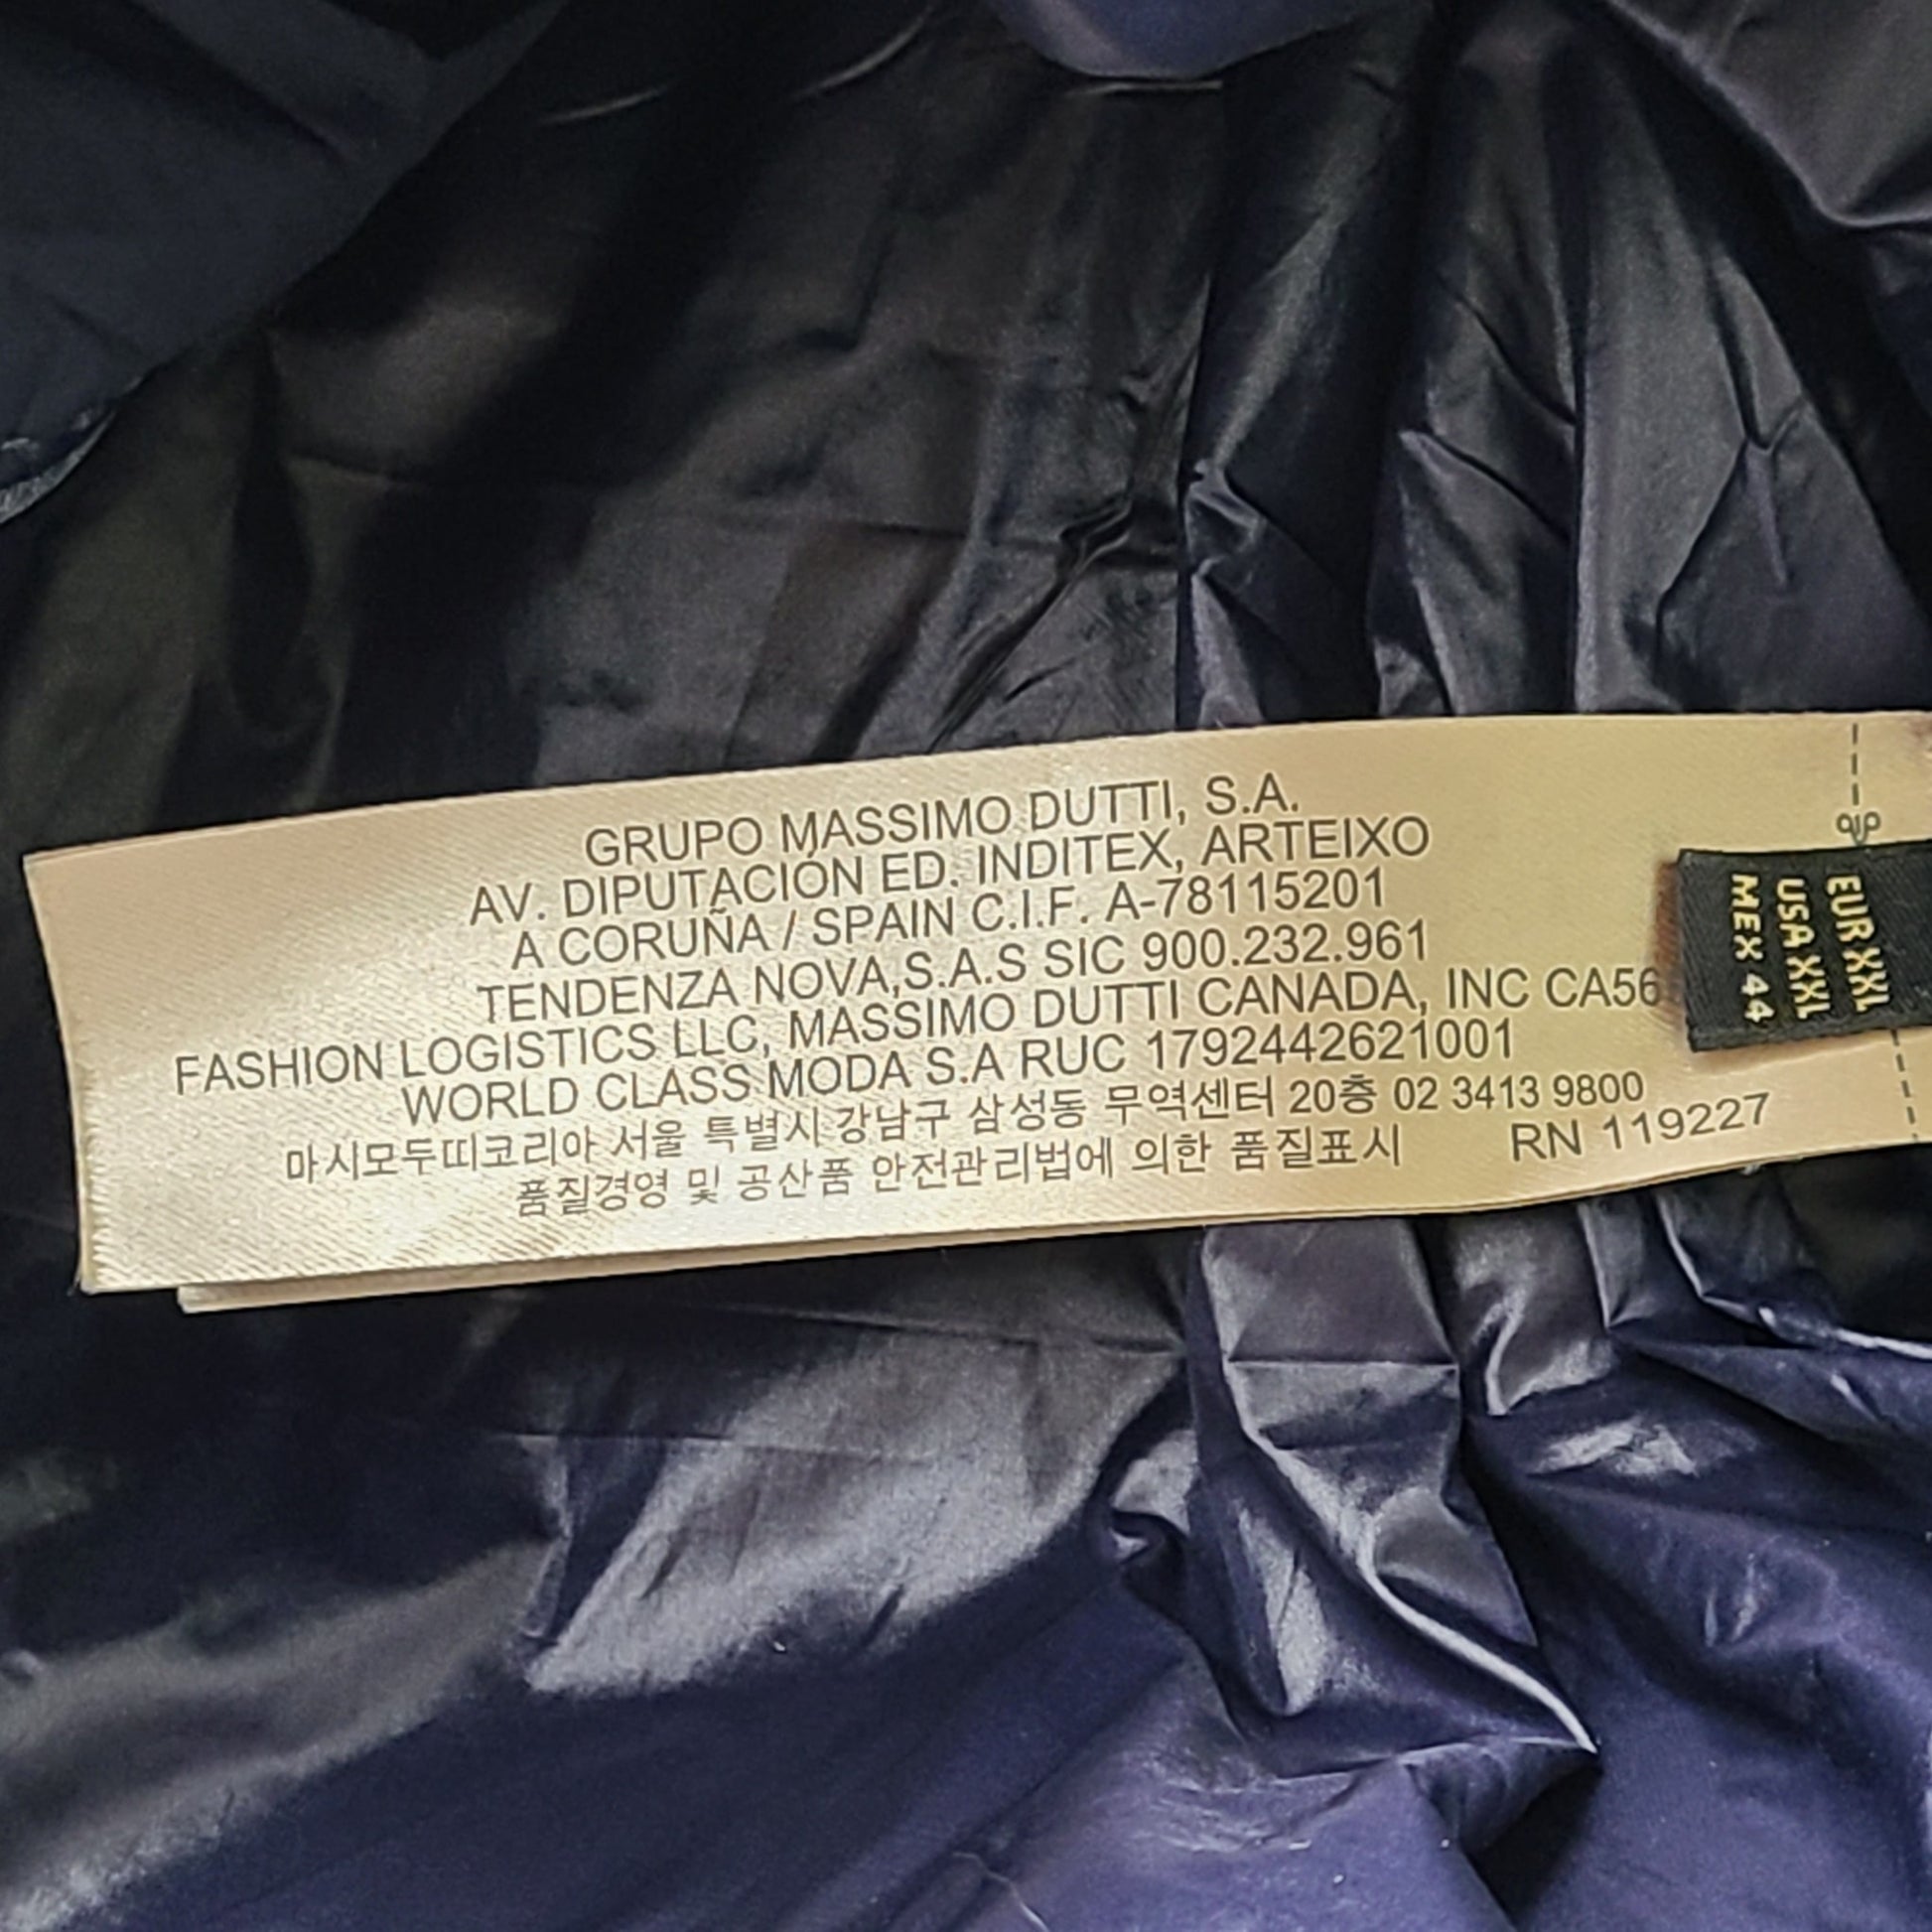 GRUPO MASSIMO DUTTI, S.A.
AV. DIPUTACIÓN ED. INDITEX, ARTEIXO
A CORUÑA / SPAIN C.I.F. A-78115201
TENDENZA NOVA,S.A.S SIC 900.232.961
FASHION LOGISTICS LLC, MASSIMO DUTTI CANADA, INC CA56
WORLD CLASS MODA S.A RUC 1792442621001
마시모두띠코리아 서울 특별시 강남구 삼성동 무역센터 20층 02 3413 9800
품질경영 및 공산품 안전관리법에 의한 품질표시 RN 119227
EUR XXL
USA XXL
MEX 44